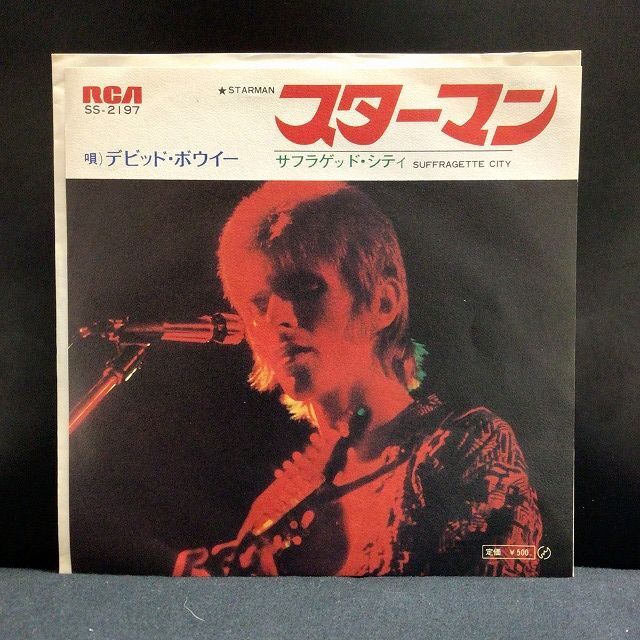 RCA
SS-2197
★STARMAN
スターマン
唄)デビッド・ボウイー
サフラゲッド・シティ SUFFRAGETTE CITY
定価 ¥500